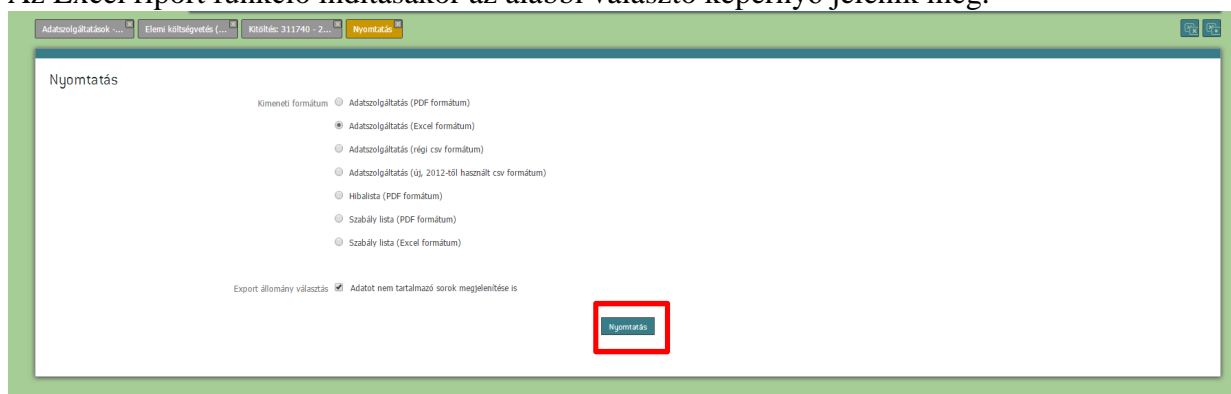 Az Excel riport funkció indításakor az alábbi választó képernyő jelenik meg:
Adatszolgáltatások -... Elemi költségvetés (... Kitöltés: 311740 - 2... Nyomtatás
Nyomtatás
Kimeneti formátum Adatszolgáltatás (PDF formátum)
Adatszolgáltatás (Excel formátum)
Adatszolgáltatás (régi csv formátum)
Adatszolgáltatás (új, 2012-től használt csv formátum)
Hibalista (PDF formátum)
Szabály lista (PDF formátum)
Szabály lista (Excel formátum)
Export állomány választás Adatot nem tartalmazó sorok megjelenítése is
Nyomtatás